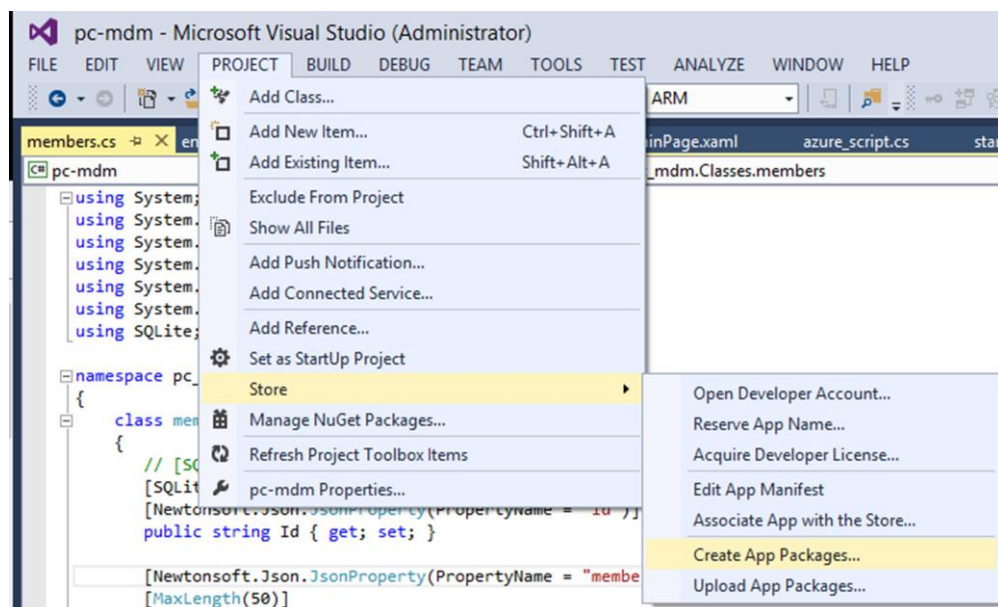 pc-mdm - Microsoft Visual Studio (Administrator)
FILE EDIT VIEW PROJECT BUILD DEBUG TEAM TOOLS TEST ANALYZE WINDOW HELP
Add Class...
ARM
members.cs
en
Add New Item...
Ctrl+Shift+A
inPage.xaml
azure_script.cs
star
C# pc-mdm
Add Existing Item...
Shift+Alt+A
_mdm.Classes.members
using System;
Exclude From Project
using System.
Show All Files
using System.
using System.
Add Push Notification...
using System.
Add Connected Service...
using System.
using SQLite;
Add Reference...
Set as StartUp Project
namespace pc_
Store
Open Developer Account...
{
class mem
Manage NuGet Packages...
Reserve App Name...
{
Refresh Project Toolbox Items
Acquire Developer License...
// [SQ
[SQLit
pc-mdm Properties...
Edit App Manifest
[Newtonsoft.Json.JsonProperty(PropertyName = "Id")]
Associate App with the Store...
public string Id { get; set; }
Create App Packages...
[Newtonsoft.Json.JsonProperty(PropertyName = "membe
Upload App Packages...
[MaxLength(50)]